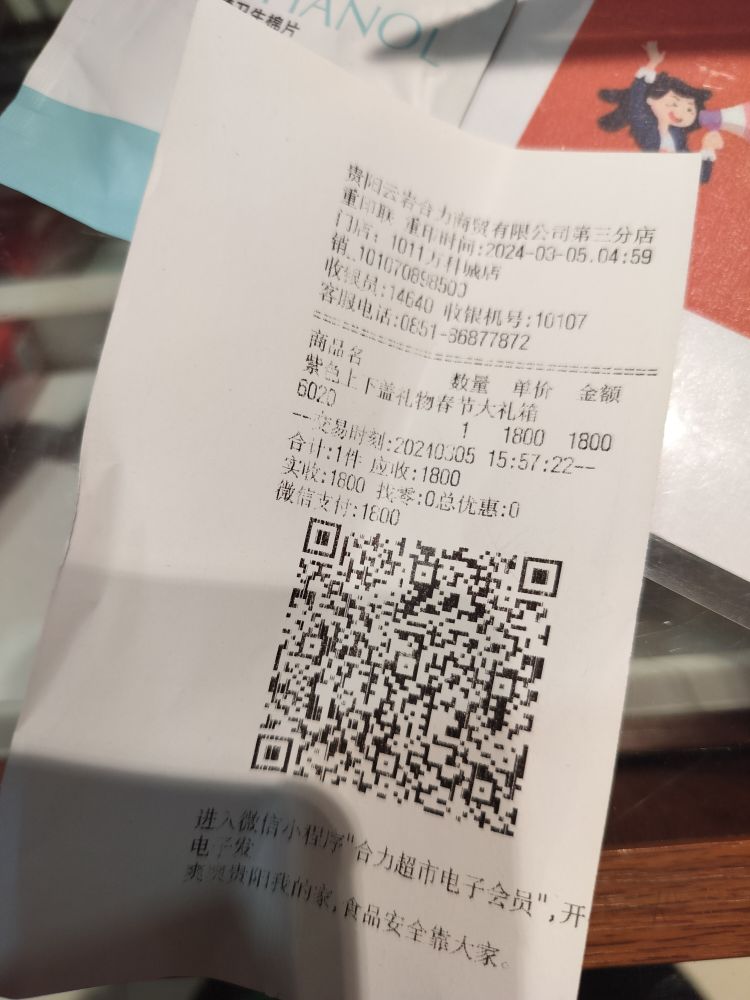 HANOL
卫生棉片
贵阳云岩合力商贸有限公司第三分店
重印联 重印时间:2024-03-05.04:59
门店: 1011万科城店
销.101070898500
收银员:14640 收银机号:10107
客服电话:0851-86877872
商品名 数量 单价 金额
紫色上下盖礼物春节大礼箱
6020 1 1800 1800
--交易时刻:20240305 15:57:22--
合计:1件 应收:1800
实收:1800 找零:0总优惠:0
微信支付:1800
进入微信小程序"合力超市电子会员",开
电子发
爽爽贵阳我的家,食品安全靠大家。